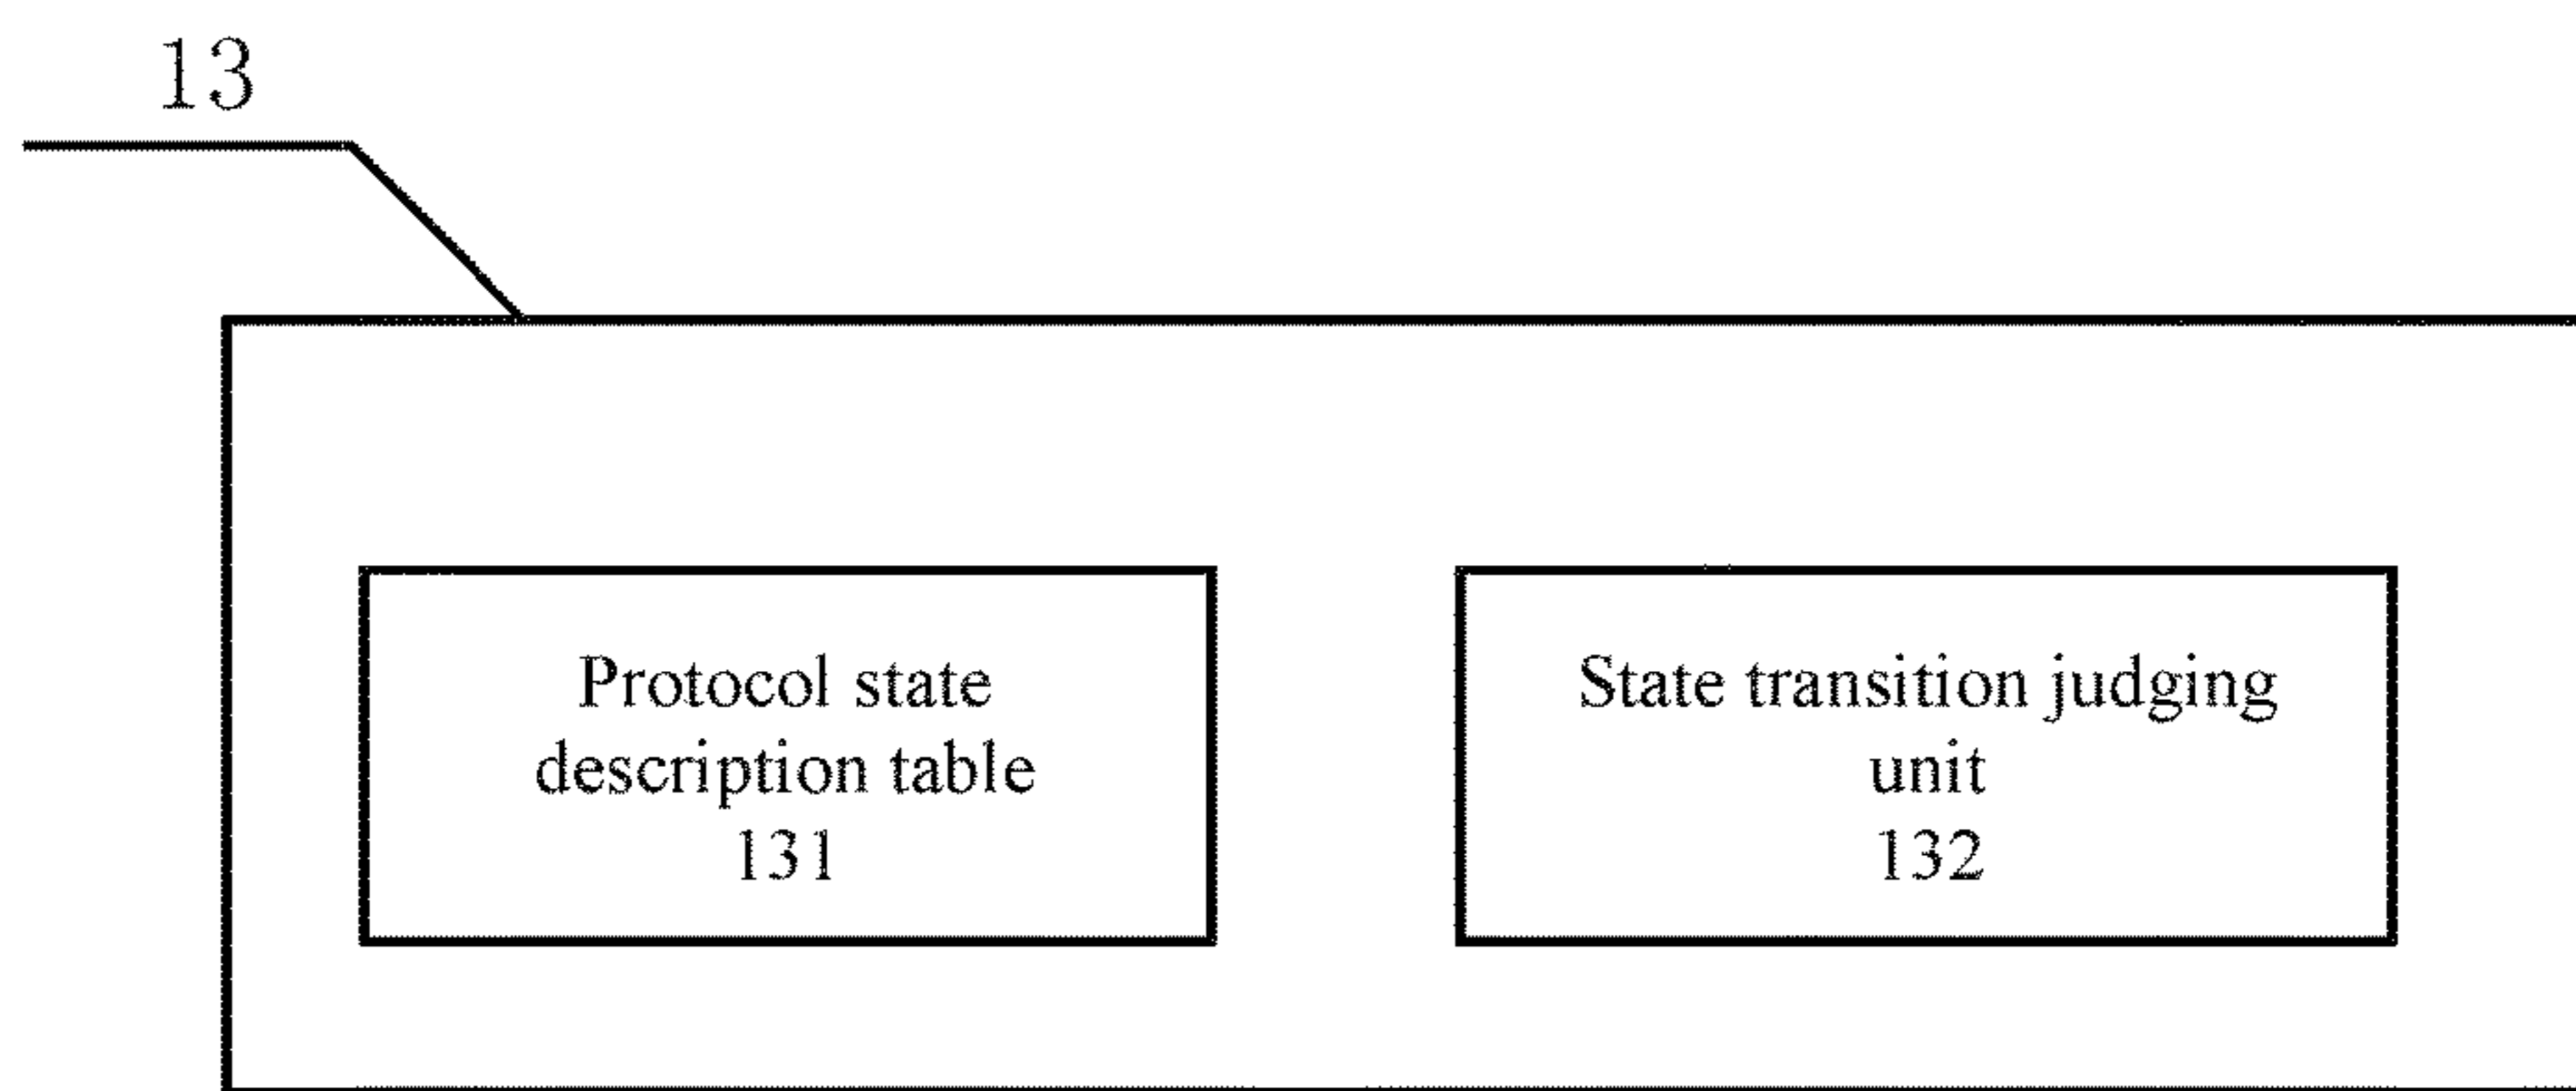 13
Protocol state
description table
131
State transition judging
unit
132